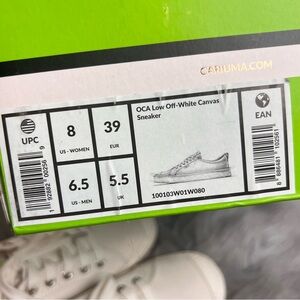 CARIUMA.COM
OCA Low Off-White Canvas
Sneaker
UPC
8
US - WOMEN
39
EUR
6.5
US - MEN
5.5
UK
EAN
100103W01W080